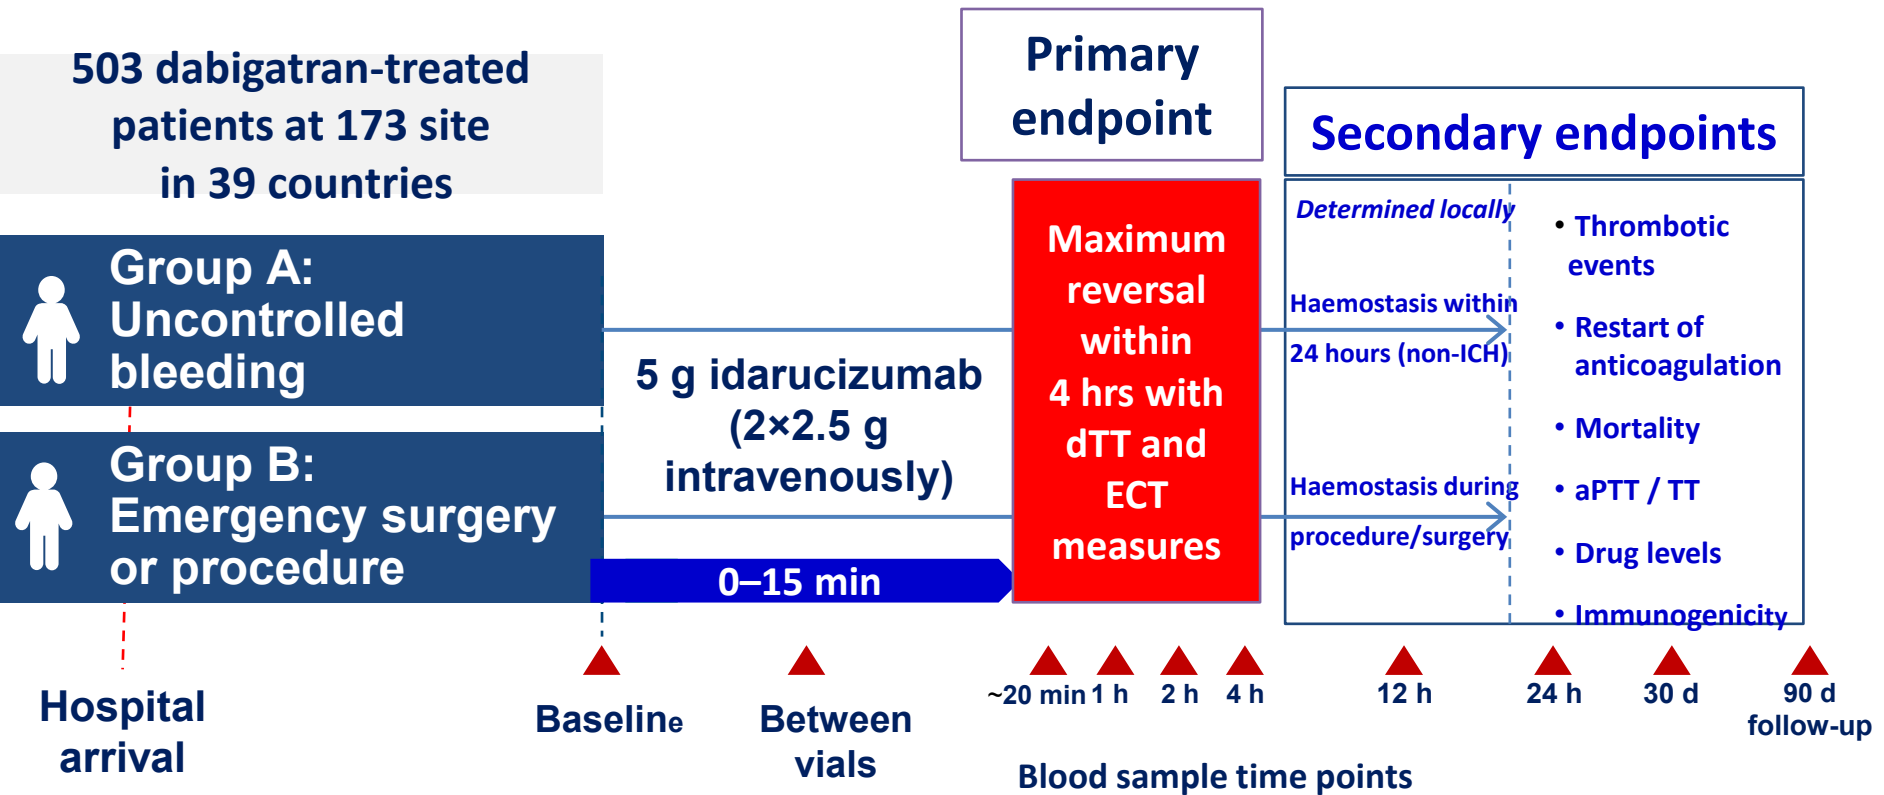 503 dabigatran-treated
patients at 173 site
in 39 countries
Primary
endpoint
Secondary endpoints
Group A:
Uncontrolled
bleeding
Group B:
Emergency surgery
or procedure
5 g idarucizumab
(2×2.5 g
intravenously)
0–15 min
Maximum
reversal
within
4 hrs with
dTT and
ECT
measures
Determined locally
Haemostasis within
24 hours (non-ICH)
Haemostasis during
procedure/surgery
• Thrombotic
events
• Restart of
anticoagulation
• Mortality
• aPTT / TT
• Drug levels
• Immunogenicity
Hospital
arrival
Baseline
Between
vials
~20 min
1 h
2 h
4 h
12 h
24 h
30 d
90 d
follow-up
Blood sample time points